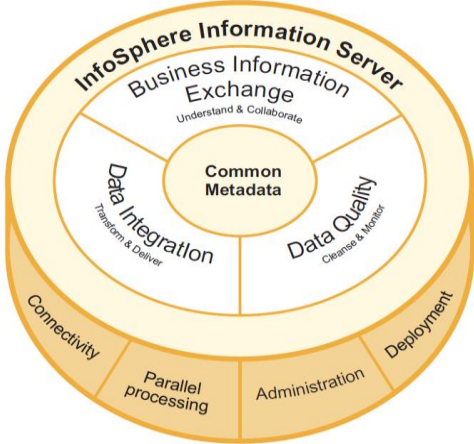 InfoSphere Information Server
Business Information
Exchange
Understand & Collaborate
Common
Metadata
Data Integration
Transform & Deliver
Data Quality
Cleanse & Monitor
Connectivity
Parallel
processing
Administration
Deployment